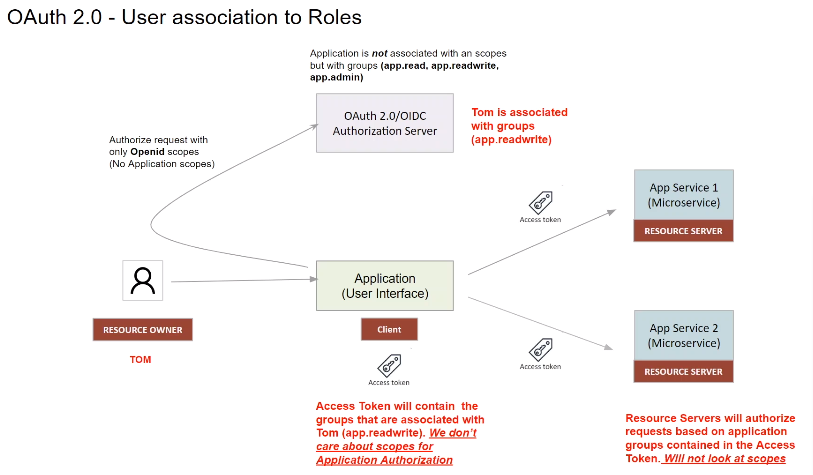 OAuth 2.0 - User association to Roles
Application is not associated with an scopes
but with groups (app.read, app.readwrite,
app.admin)
OAuth 2.0/OIDC
Authorization Server
Tom is associated
with groups
(app.readwrite)
Authorize request with
only Openid scopes
(No Application scopes)
App Service 1
(Microservice)
RESOURCE SERVER
Access token
Application
(User Interface)
Client
RESOURCE OWNER
TOM
Access token
App Service 2
(Microservice)
RESOURCE SERVER
Access token
Access Token will contain the
groups that are associated with
Tom (app.readwrite). We don't
care about scopes for
Application Authorization
Resource Servers will authorize
requests based on application
groups contained in the Access
Token. Will not look at scopes